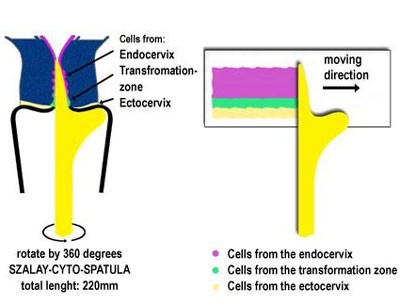 Cells from:
Endocervix
Transfromation-
zone
Ectocervix
moving
direction
rotate by 360 degrees
SZALAY-CYTO-SPATULA
total lenght: 220mm
Cells from the endocervix
Cells from the transformation zone
Cells from the ectocervix